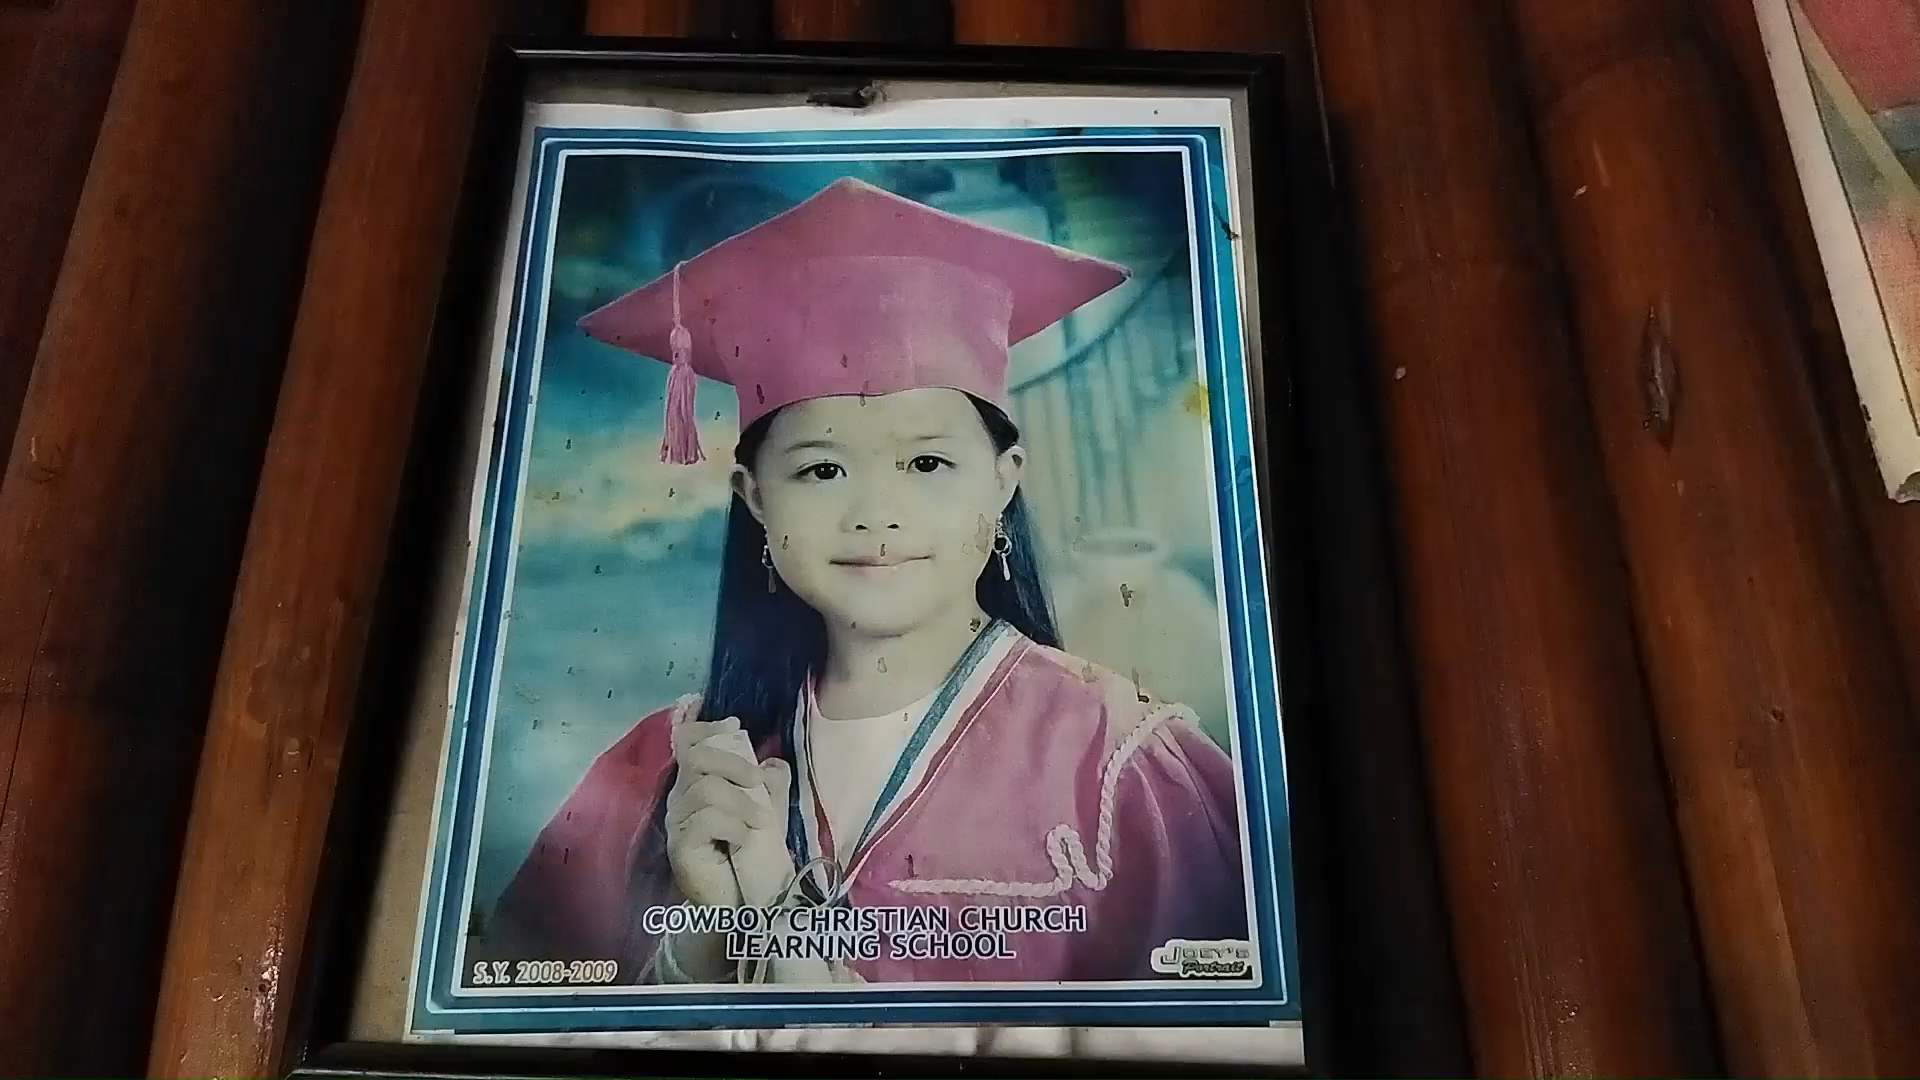 COWBOY CHRISTIAN CHURCH
LEARNING SCHOOL
S.Y. 2008-2009
JOEY'S
Portrait